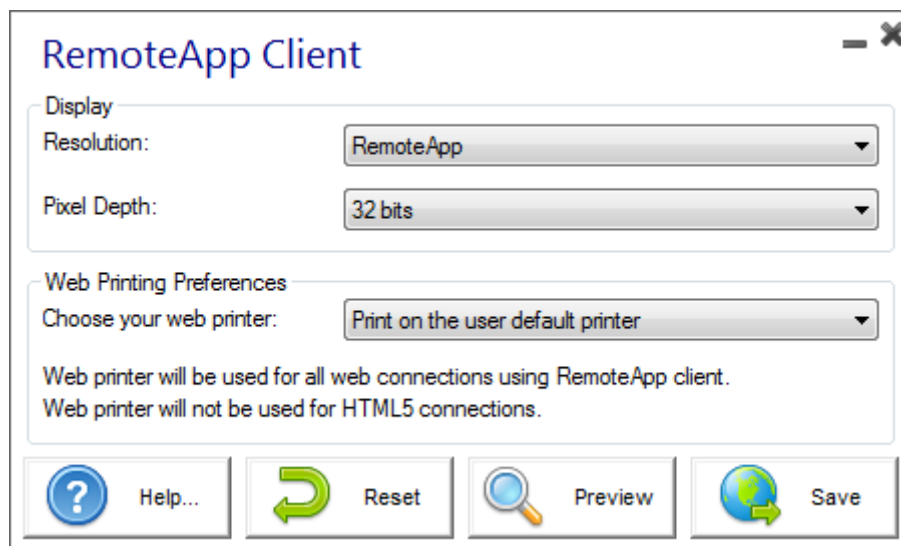 RemoteApp Client
Display
Resolution:
RemoteApp
Pixel Depth:
32 bits
Web Printing Preferences
Choose your web printer:
Print on the user default printer
Web printer will be used for all web connections using RemoteApp client.
Web printer will not be used for HTML5 connections.
Help...
Reset
Preview
Save